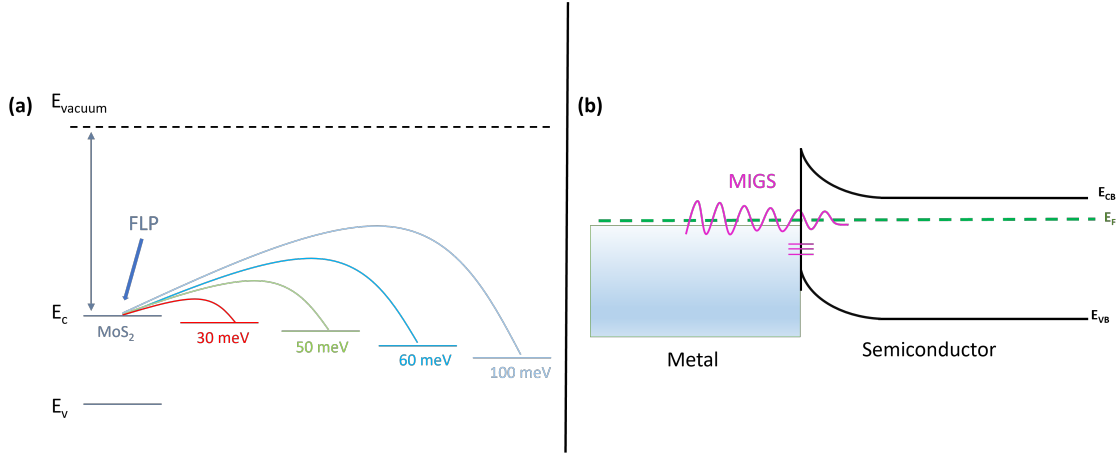 (a)
Evacuum
FLP
Ec
MoS2
30 meV
50 meV
60 meV
100 meV
Ev
(b)
MIGS
ECB
EF
EVB
Metal
Semiconductor